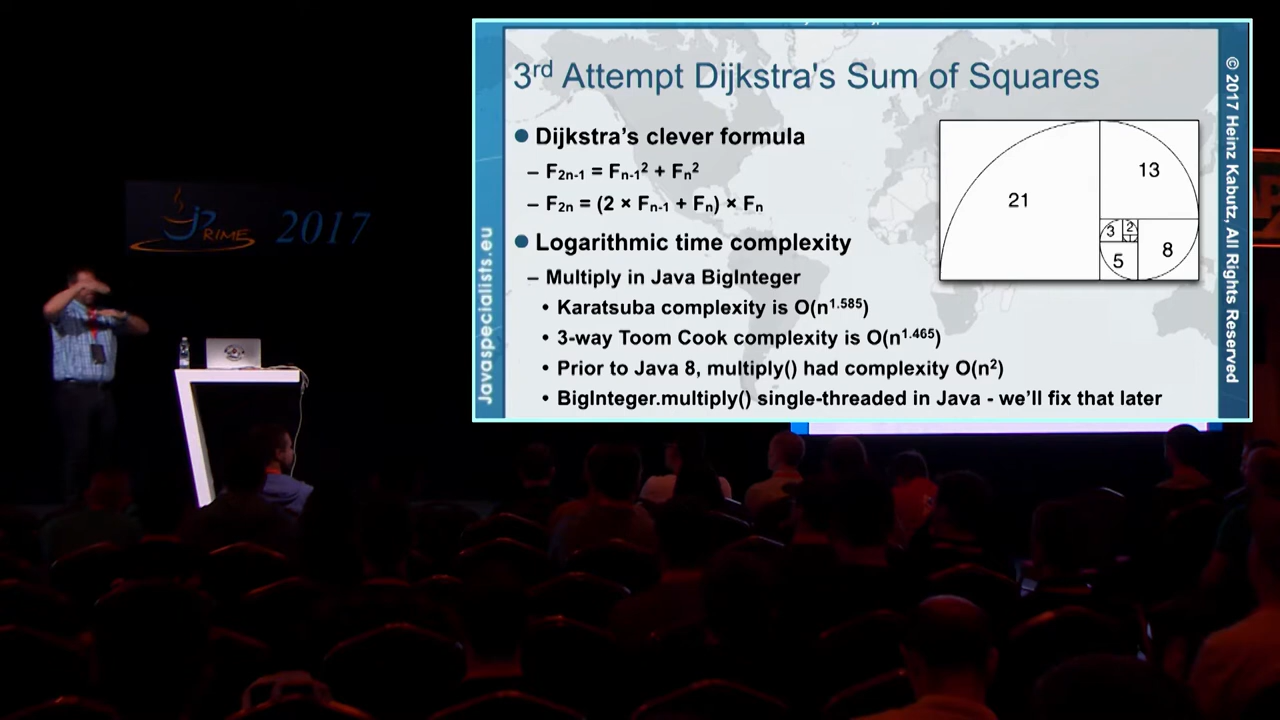 3rd Attempt Dijkstra's Sum of Squares
● Dijkstra's clever formula
– F2n-1 = Fn-1² + Fn²
– F2n = (2 × Fn-1 + Fn) × Fn
● Logarithmic time complexity
– Multiply in Java BigInteger
• Karatsuba complexity is O(n^1.585)
• 3-way Toom Cook complexity is O(n^1.465)
• Prior to Java 8, multiply() had complexity O(n²)
• BigInteger.multiply() single-threaded in Java - we'll fix that later
21
13
3
2
8
5
Javaspecialists.eu
© 2017 Heinz Kabutz, All Rights Reserved
jPRIME 2017